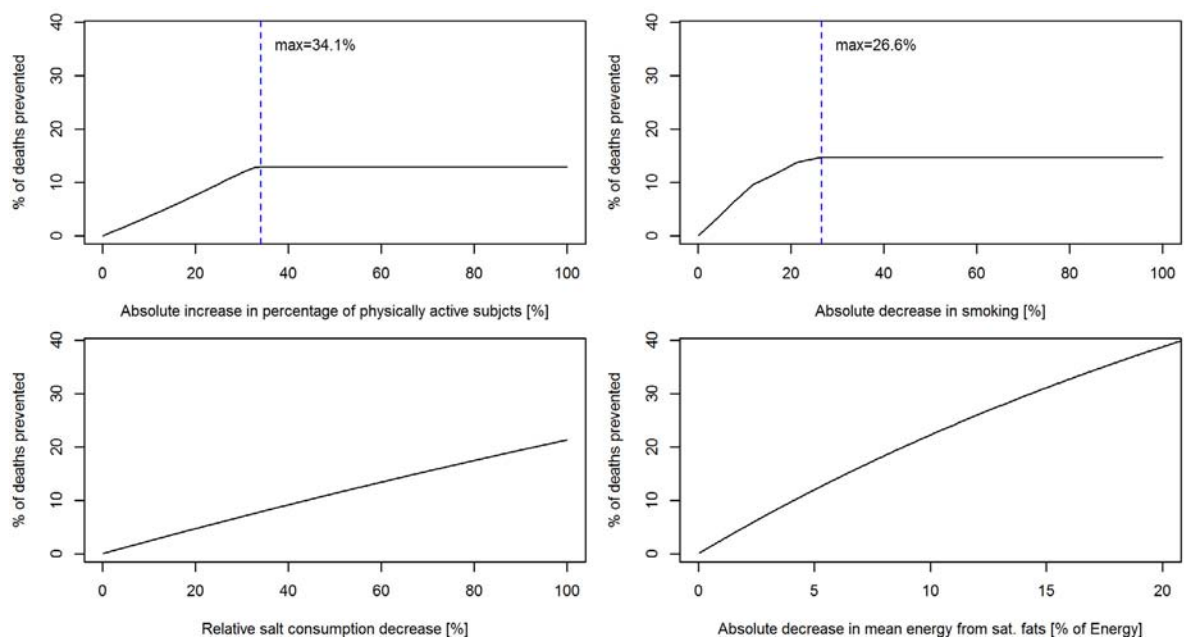 % of deaths prevented
40
30
20
10
0
max=34.1%
0 20 40 60 80 100
Absolute increase in percentage of physically active subjcts [%]
% of deaths prevented
40
30
20
10
0
max=26.6%
0 20 40 60 80 100
Absolute decrease in smoking [%]
% of deaths prevented
40
30
20
10
0
0 20 40 60 80 100
Relative salt consumption decrease [%]
% of deaths prevented
40
30
20
10
0
0 5 10 15 20
Absolute decrease in mean energy from sat. fats [% of Energy]